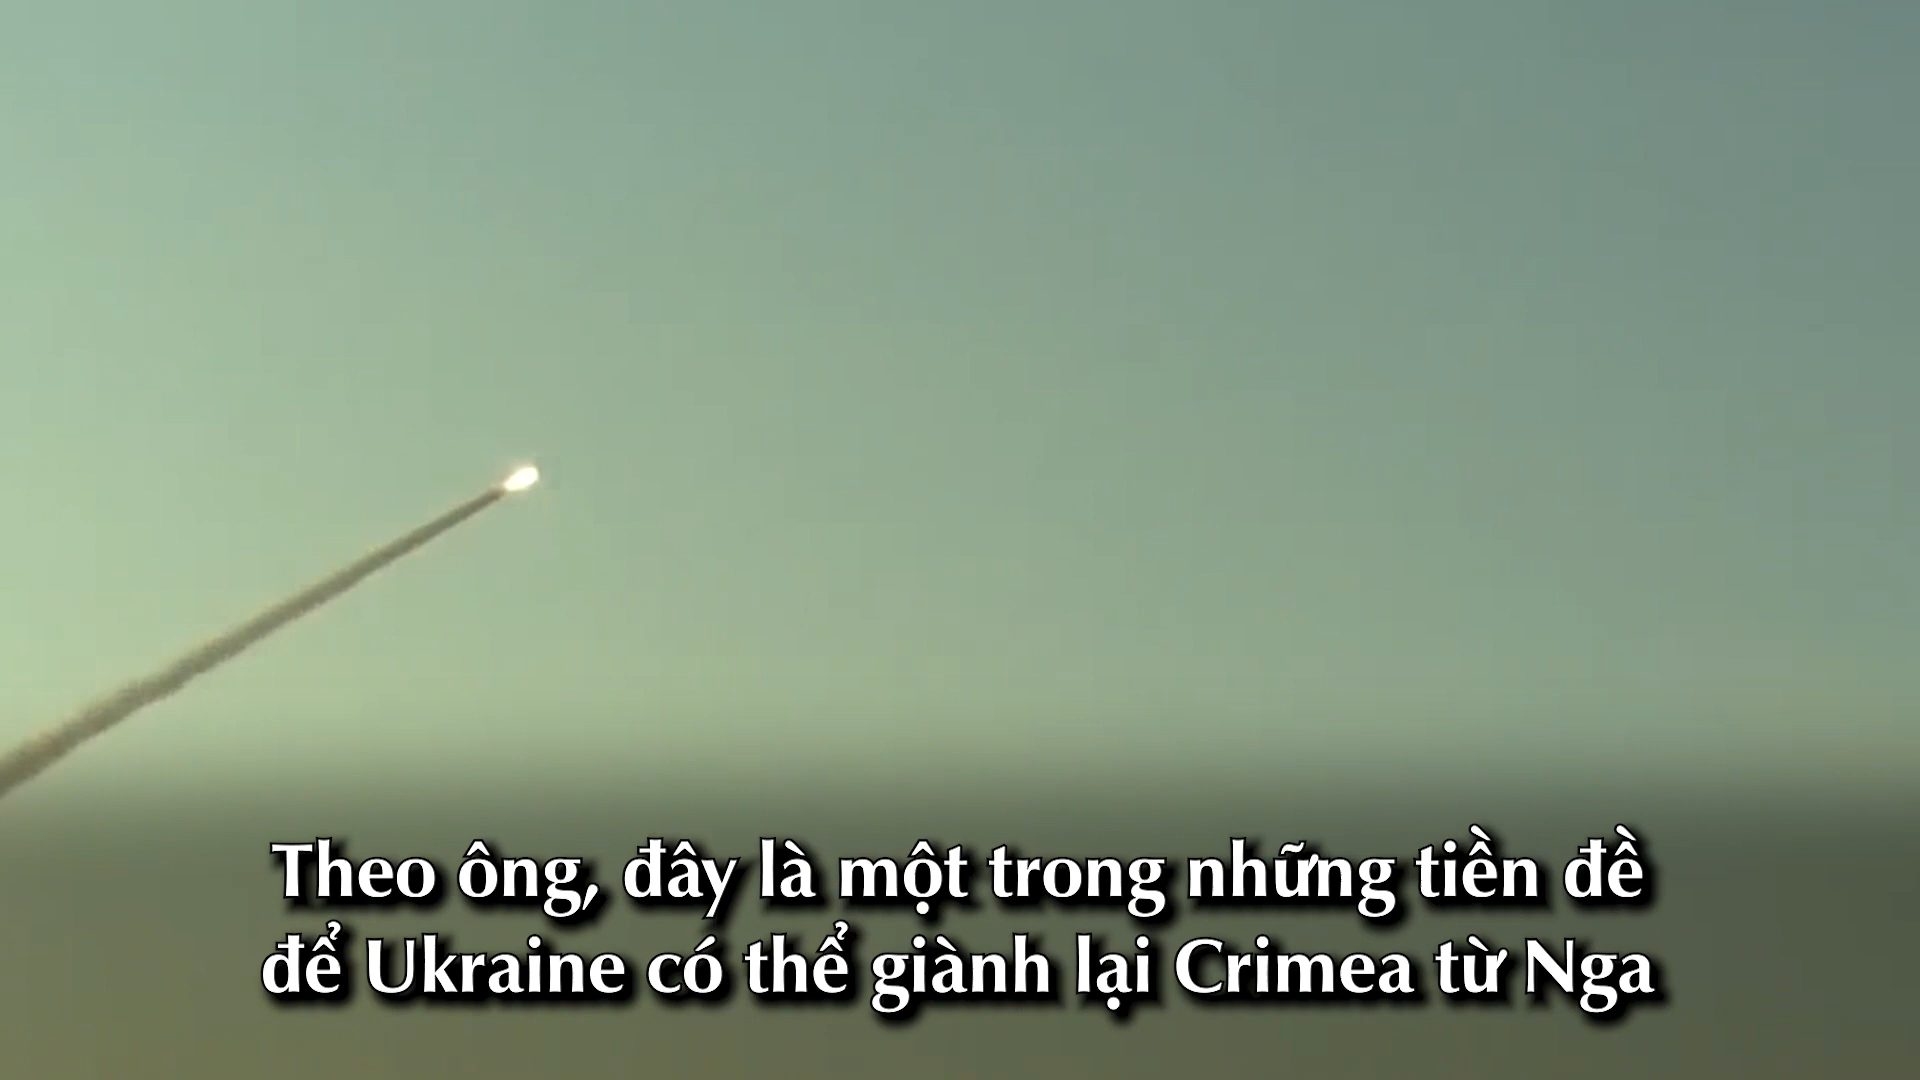 Theo ông, đây là một trong những tiền đề
để Ukraine có thể giành lại Crimea từ Nga